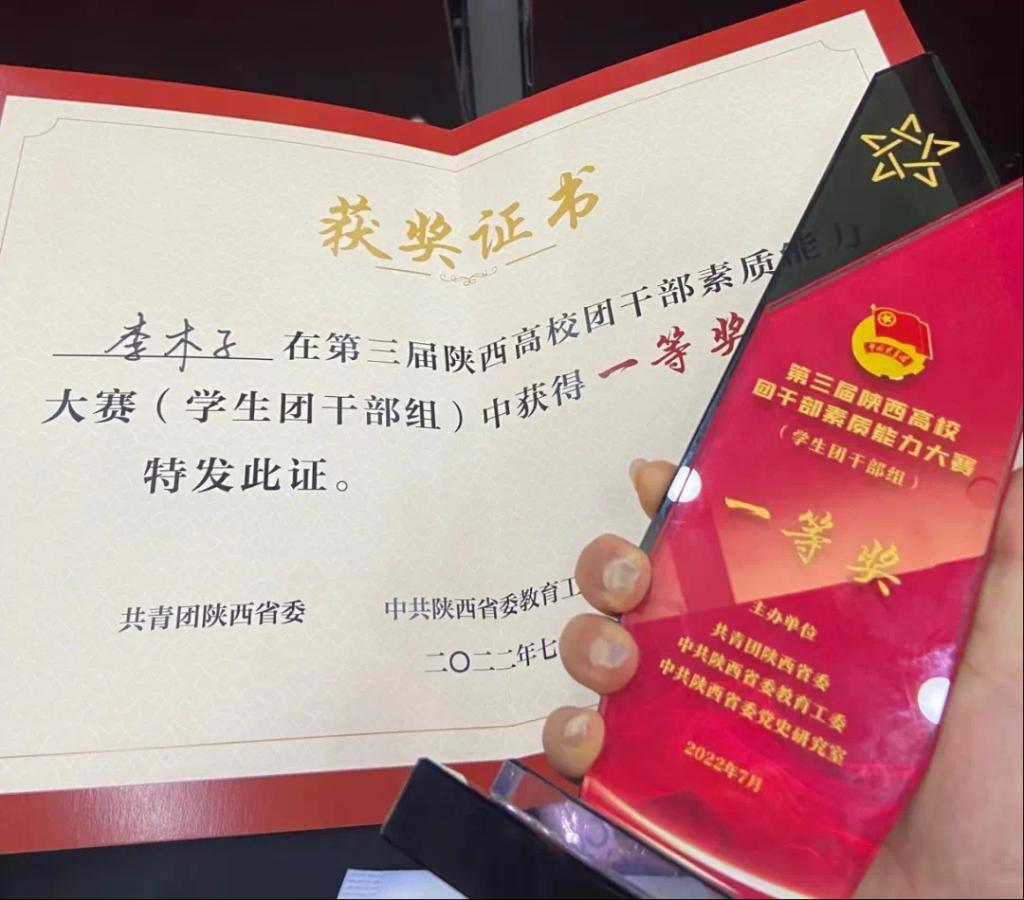 获奖证书
李木子 在第三届陕西高校团干部素质能力
大赛（学生团干部组）中获得 一等奖
特发此证。
共青团陕西省委
中共陕西省委教育工
二〇二二年七
第三届陕西高校
团干部素质能力大赛
（学生团干部组）
一等奖
主办单位
共青团陕西省委
中共陕西省委教育工委
中共陕西省委党史研究室
2022年7月